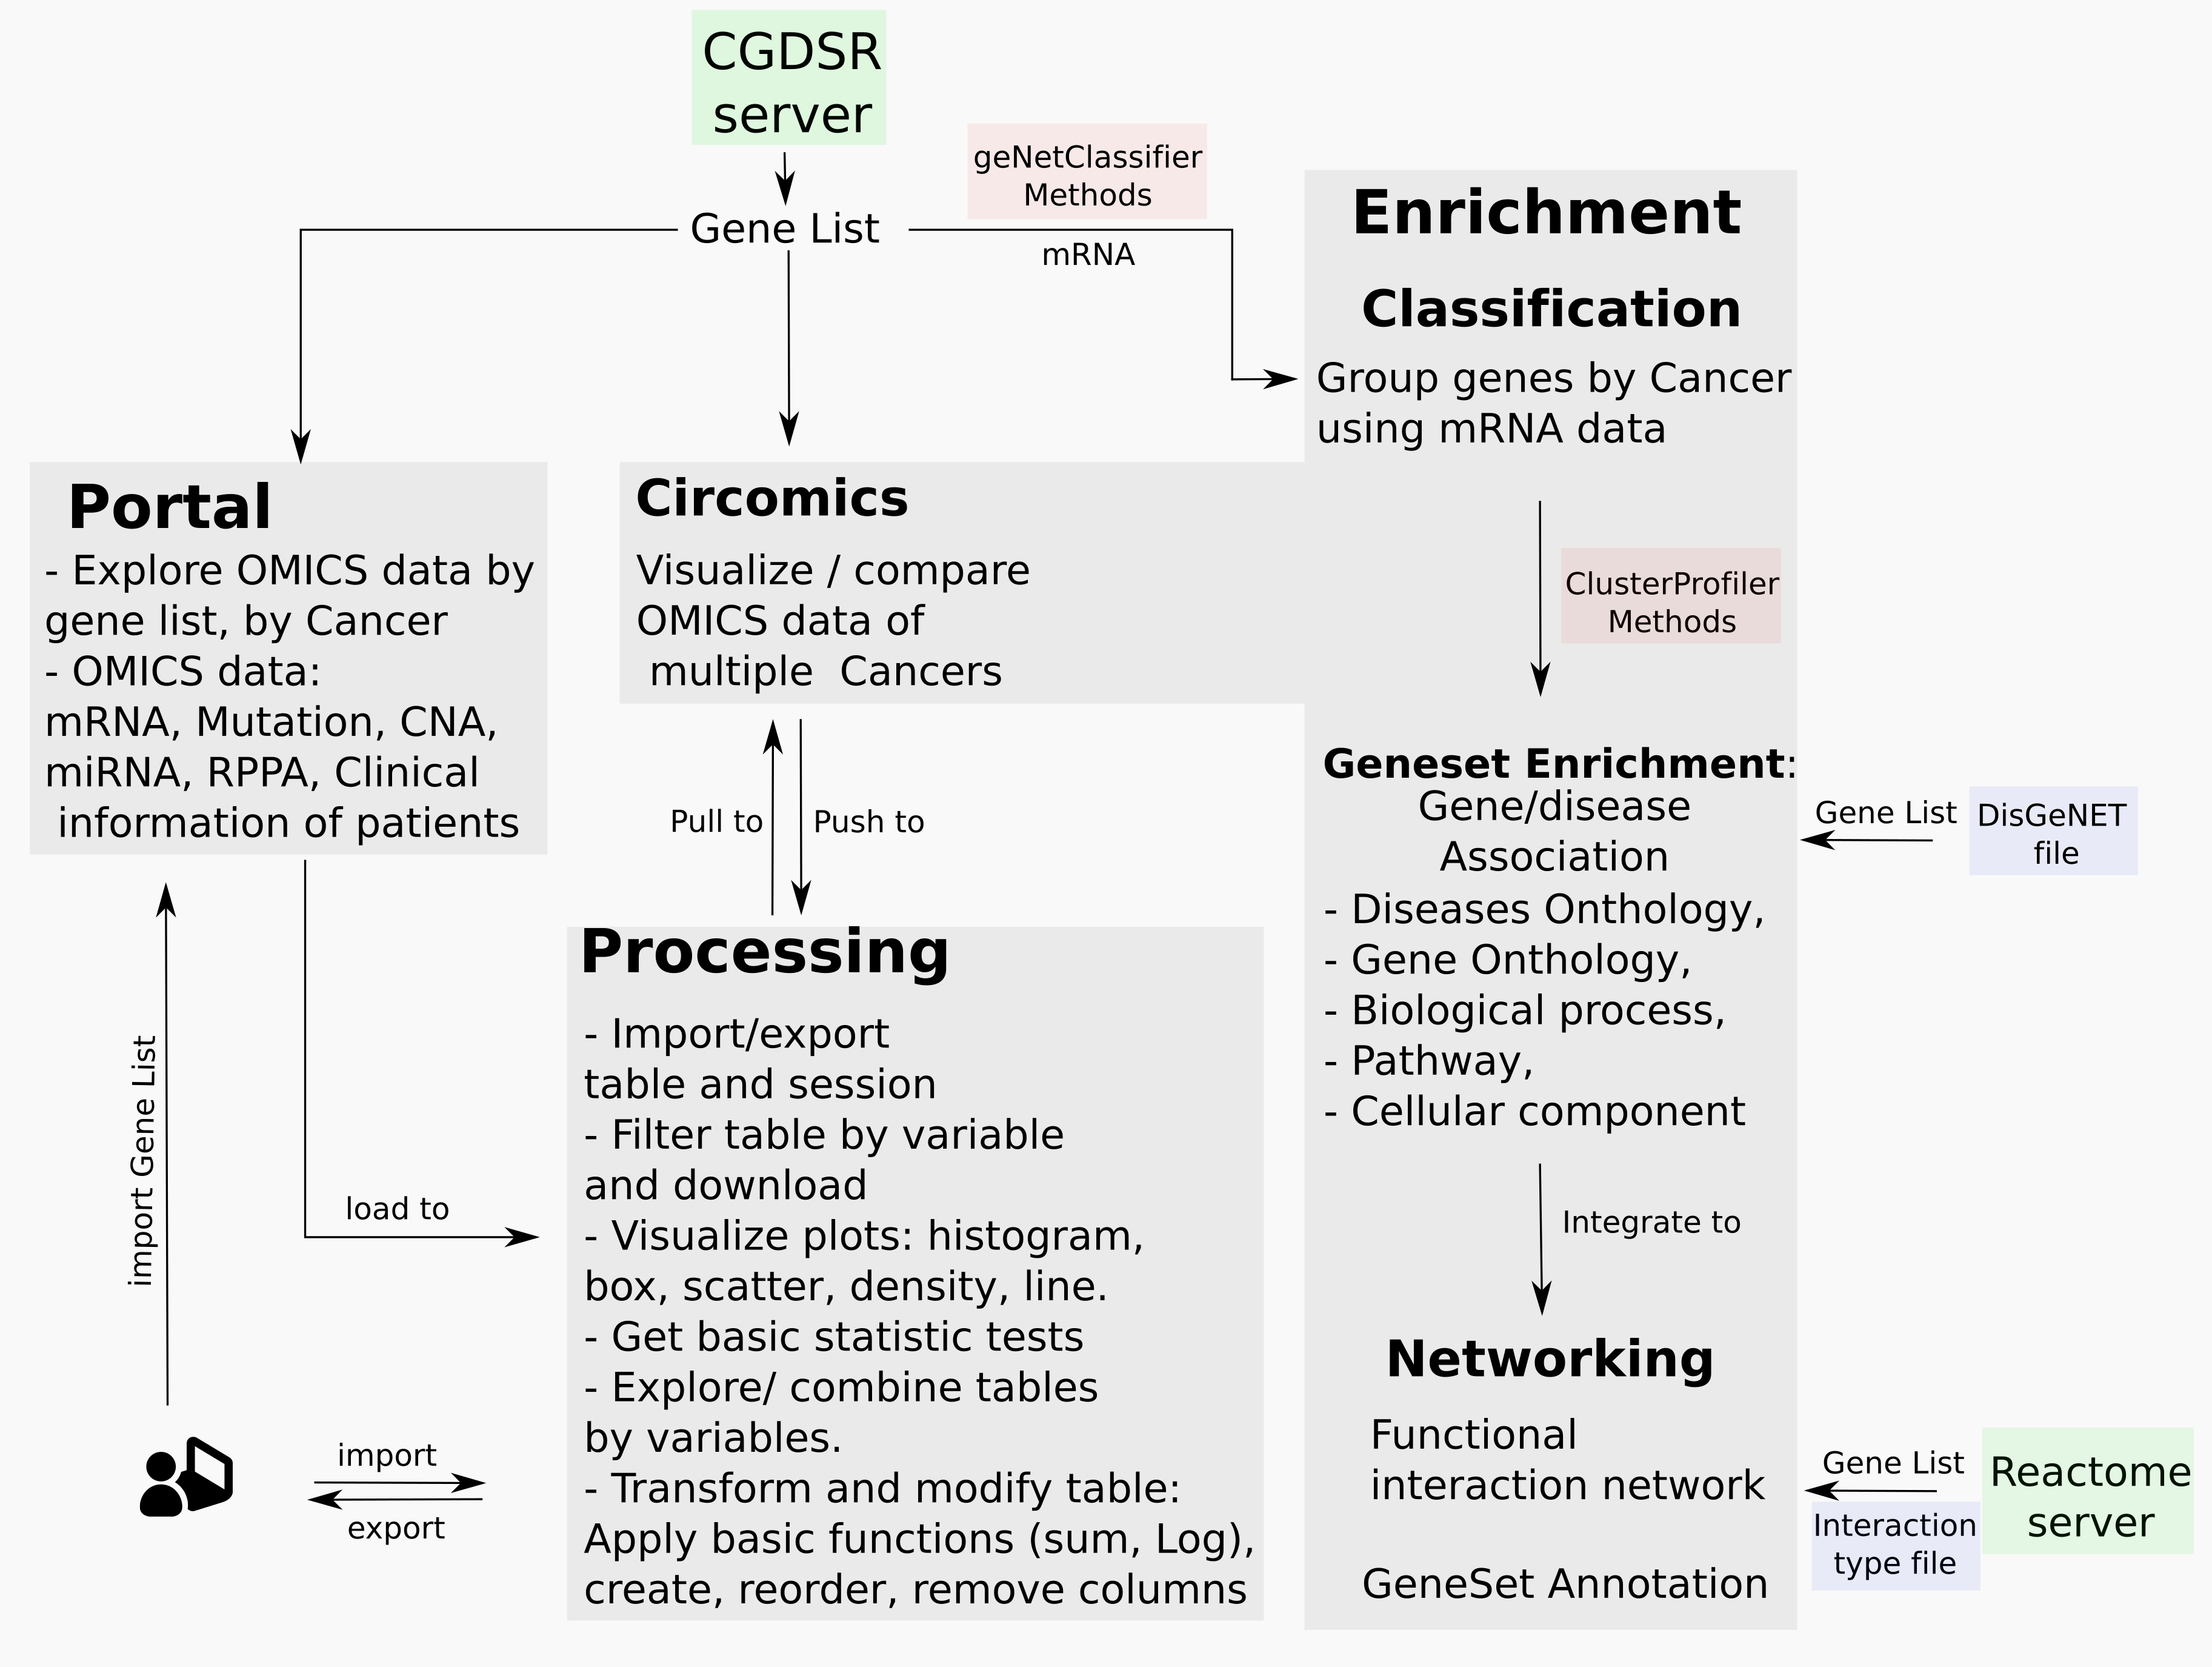 CGDSR
server
Gene List
geNetClassifier
Methods
mRNA
Enrichment
Classification
Group genes by Cancer
using mRNA data
Portal
- Explore OMICS data by
gene list, by Cancer
- OMICS data:
mRNA, Mutation, CNA,
miRNA, RPPA, Clinical
information of patients
Circomics
Visualize / compare
OMICS data of
multiple  Cancers
ClusterProfiler
Methods
Pull to
Push to
Geneset Enrichment:
Gene/disease
Association
- Diseases Onthology,
- Gene Onthology,
- Biological process,
- Pathway,
- Cellular component
Gene List
DisGeNET
file
Processing
- Import/export
table and session
- Filter table by variable
and download
- Visualize plots: histogram,
box, scatter, density, line.
- Get basic statistic tests
- Explore/ combine tables
by variables.
- Transform and modify table:
Apply basic functions (sum, Log),
create, reorder, remove columns
import Gene List
load to
import
export
Integrate to
Networking
Functional
interaction network
GeneSet Annotation
Gene List
Interaction
type file
Reactome
server